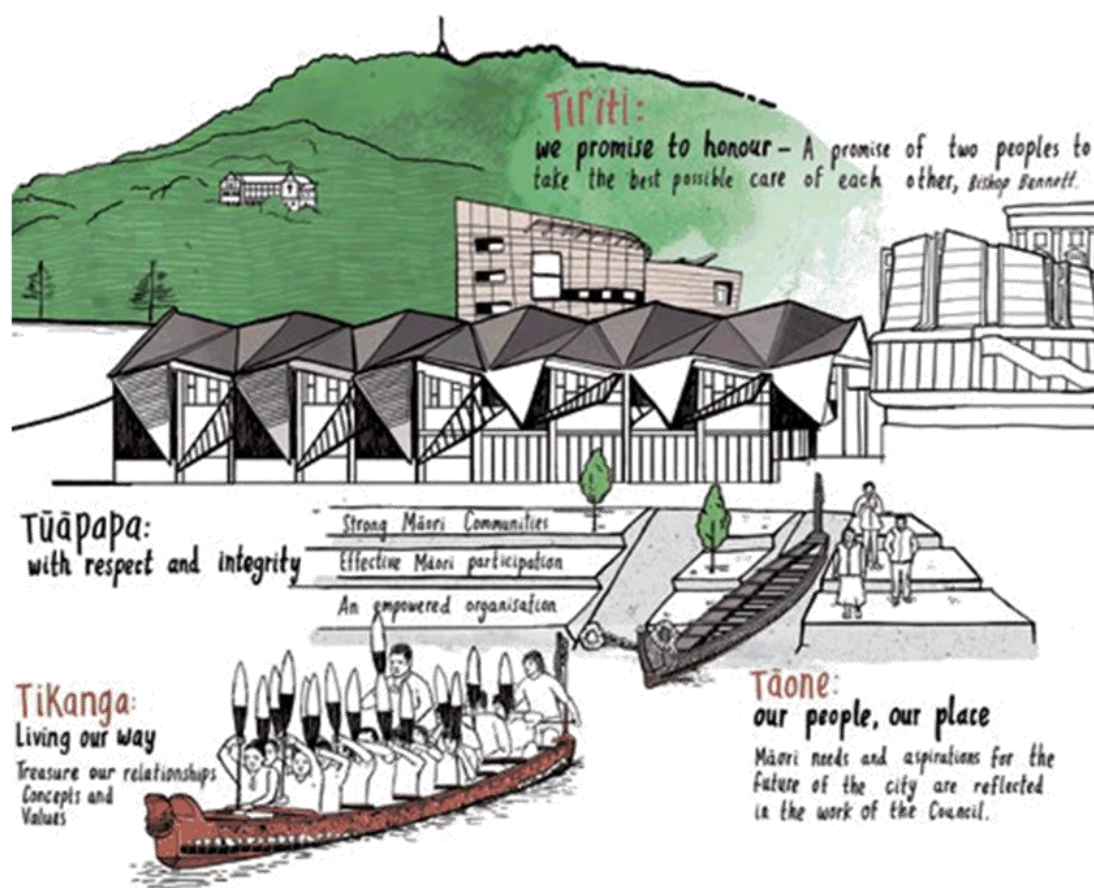 Tiriti:
we promise to honour – A promise of two peoples to
take the best possible care of each other, Bishop Bennett.
Tūāpapa:
with respect and integrity
Strong Māori Communities
Effective Māori participation
An empowered organisation
Tikanga:
Living our way
Treasure our relationships
Concepts and
Values
Tāone:
our people, our place
Māori needs and aspirations for the
future of the city are reflected
in the work of the Council.